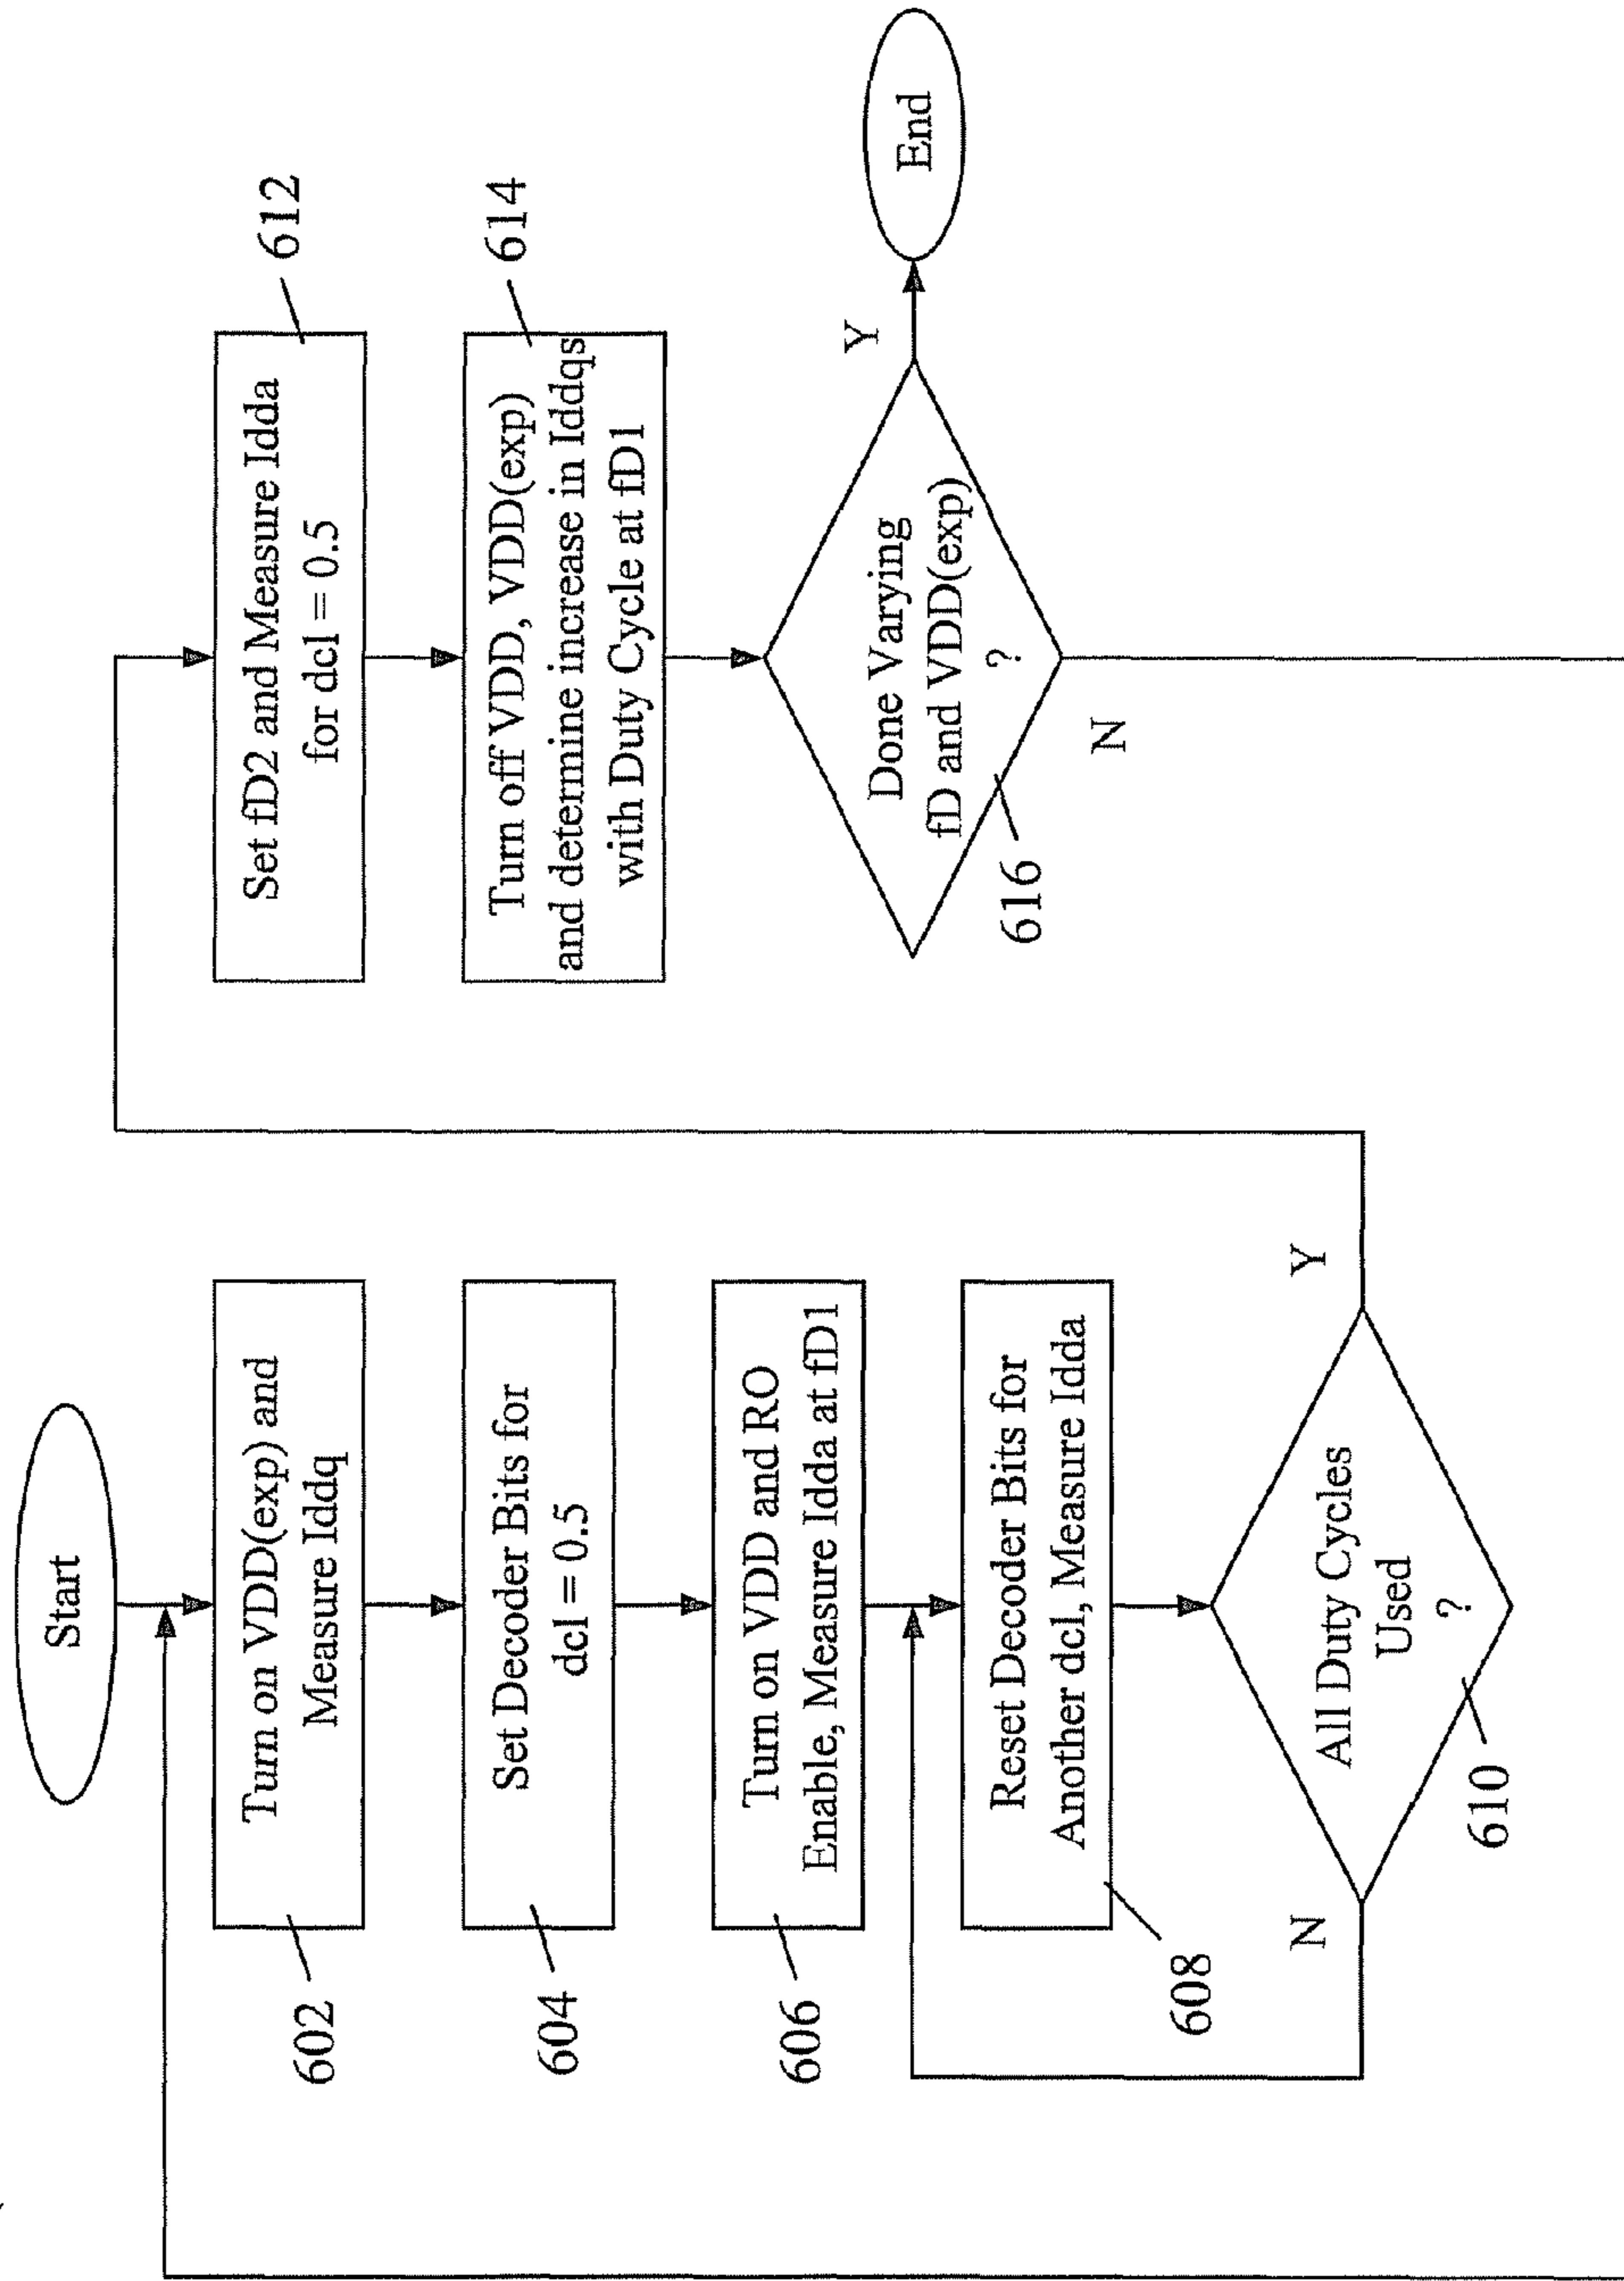 Start
Turn on VDD(exp) and
Measure Iddq
602
Set Decoder Bits for
dcl = 0.5
604
Turn on VDD and RO
Enable, Measure Idda at fD1
606
Reset Decoder Bits for
Another dcl, Measure Idda
608
All Duty Cycles
Used
?
610
N
Y
Set fD2 and Measure Idda
for dcl = 0.5
612
Turn off VDD, VDD(exp)
and determine increase in Iddqs
with Duty Cycle at fD1
614
Done Varying
fD and VDD(exp)
?
616
Y
N
End